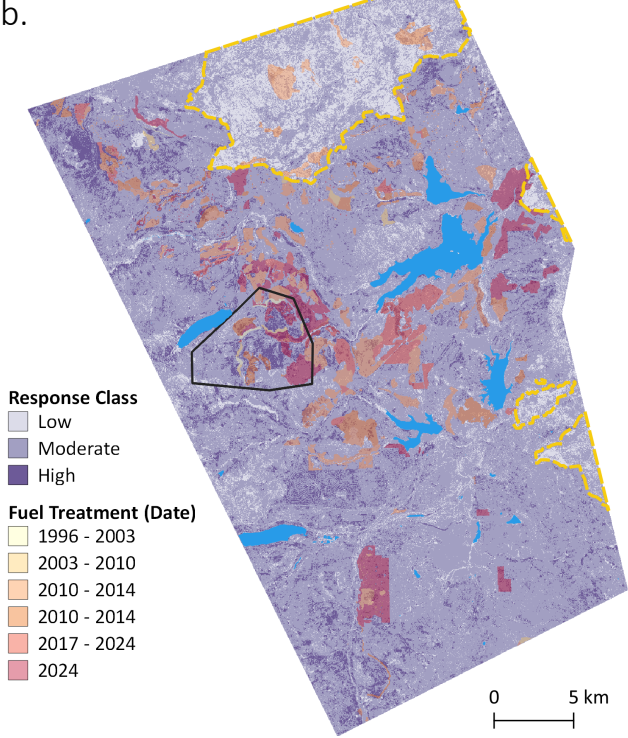 b.
Response Class
Low
Moderate
High
Fuel Treatment (Date)
1996 - 2003
2003 - 2010
2010 - 2014
2010 - 2014
2017 - 2024
2024
0 5 km